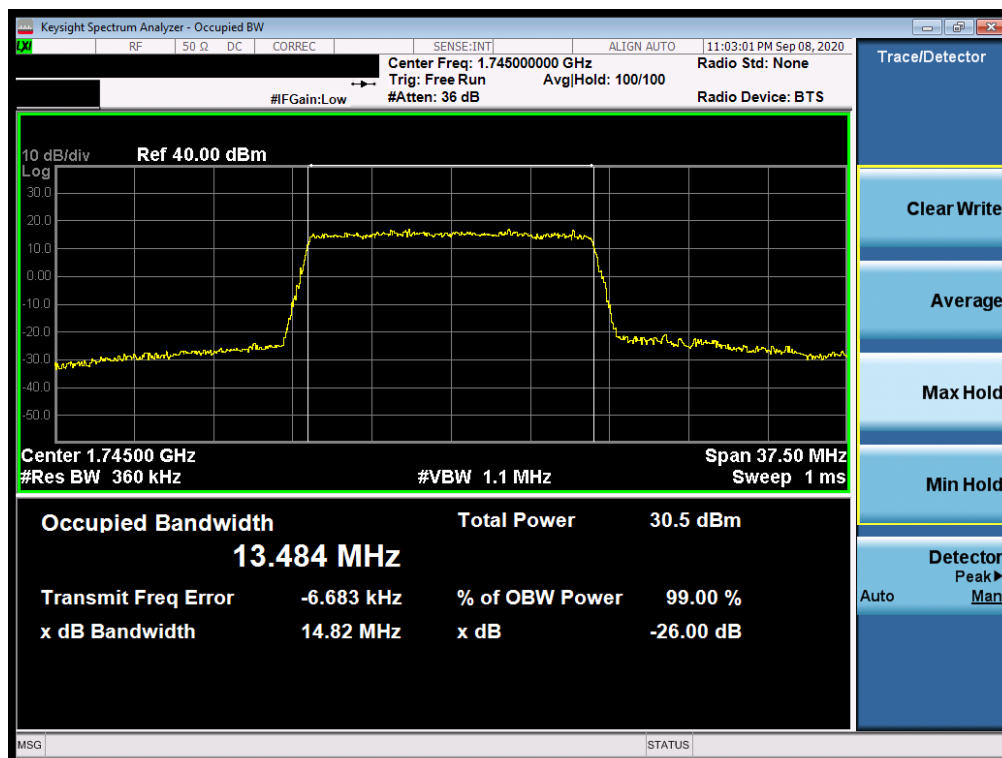 Keysight Spectrum Analyzer - Occupied BW
LXI RF 50 Ω DC CORREC SENSE:INT ALIGN AUTO 11:03:01 PM Sep 08, 2020
Center Freq: 1.745000000 GHz Radio Std: None
Trig: Free Run Avg|Hold: 100/100
#IFGain:Low #Atten: 36 dB Radio Device: BTS
10 dB/div Ref 40.00 dBm
Log
30.0
20.0
10.0
0.00
-10.0
-20.0
-30.0
-40.0
-50.0
Center 1.74500 GHz Span 37.50 MHz
#Res BW 360 kHz #VBW 1.1 MHz Sweep 1 ms
Occupied Bandwidth Total Power 30.5 dBm
13.484 MHz
Transmit Freq Error -6.683 kHz % of OBW Power 99.00 %
x dB Bandwidth 14.82 MHz x dB -26.00 dB
MSG STATUS
Trace/Detector
Clear Write
Average
Max Hold
Min Hold
Detector
Peak▶
Auto Man